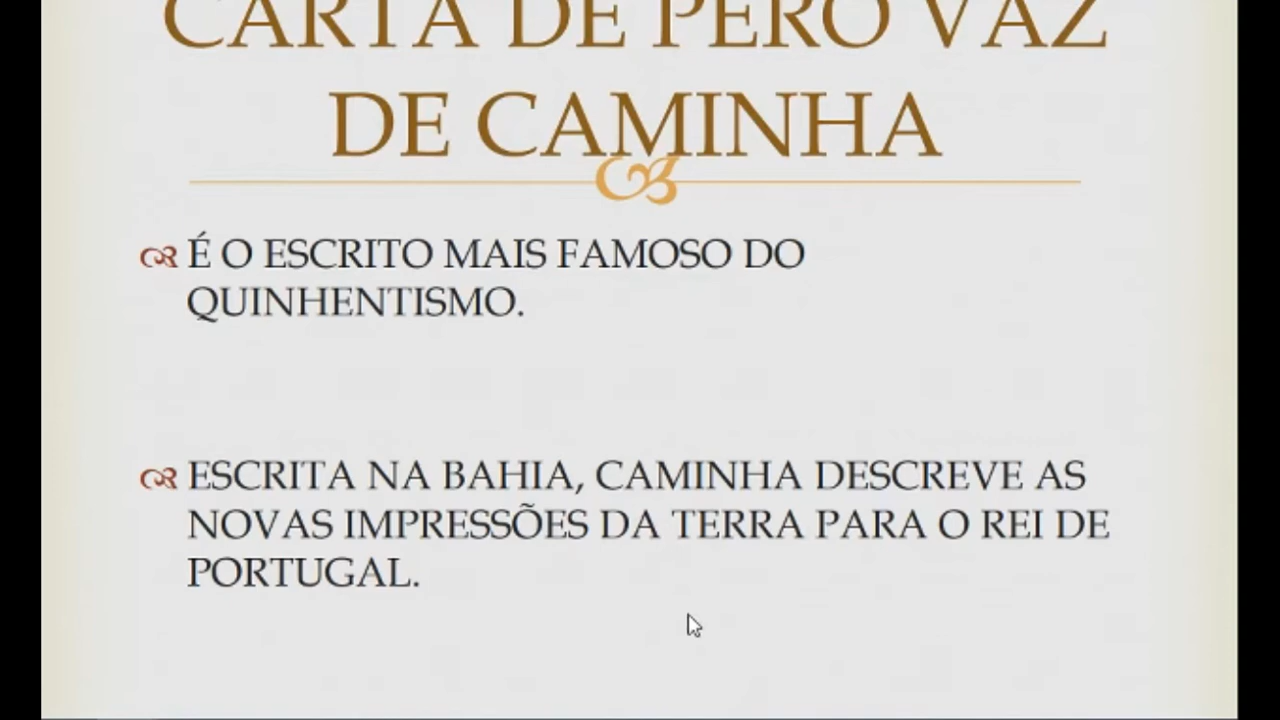 CARTA DE PERO VAZ
DE CAMINHA
É O ESCRITO MAIS FAMOSO DO
QUINHENTISMO.
ESCRITA NA BAHIA, CAMINHA DESCREVE AS
NOVAS IMPRESSÕES DA TERRA PARA O REI DE
PORTUGAL.